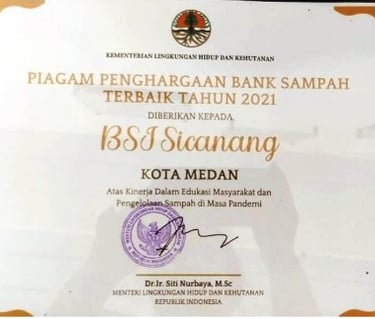 KEMENTERIAN LINGKUNGAN HIDUP DAN KEHUTANAN
PIAGAM PENGHARGAAN BANK SAMPAH
TERBAIK TAHUN 2021
DIBERIKAN KEPADA
BSI Sicanang
KOTA MEDAN
Atas Kinerja Dalam Edukasi Masyarakat dan
Pengelolaan Sampah di Masa Pandemi
Dr.Ir. Siti Nurbaya, M.Sc
MENTERI LINGKUNGAN HIDUP DAN KEHUTANAN
REPUBLIK INDONESIA